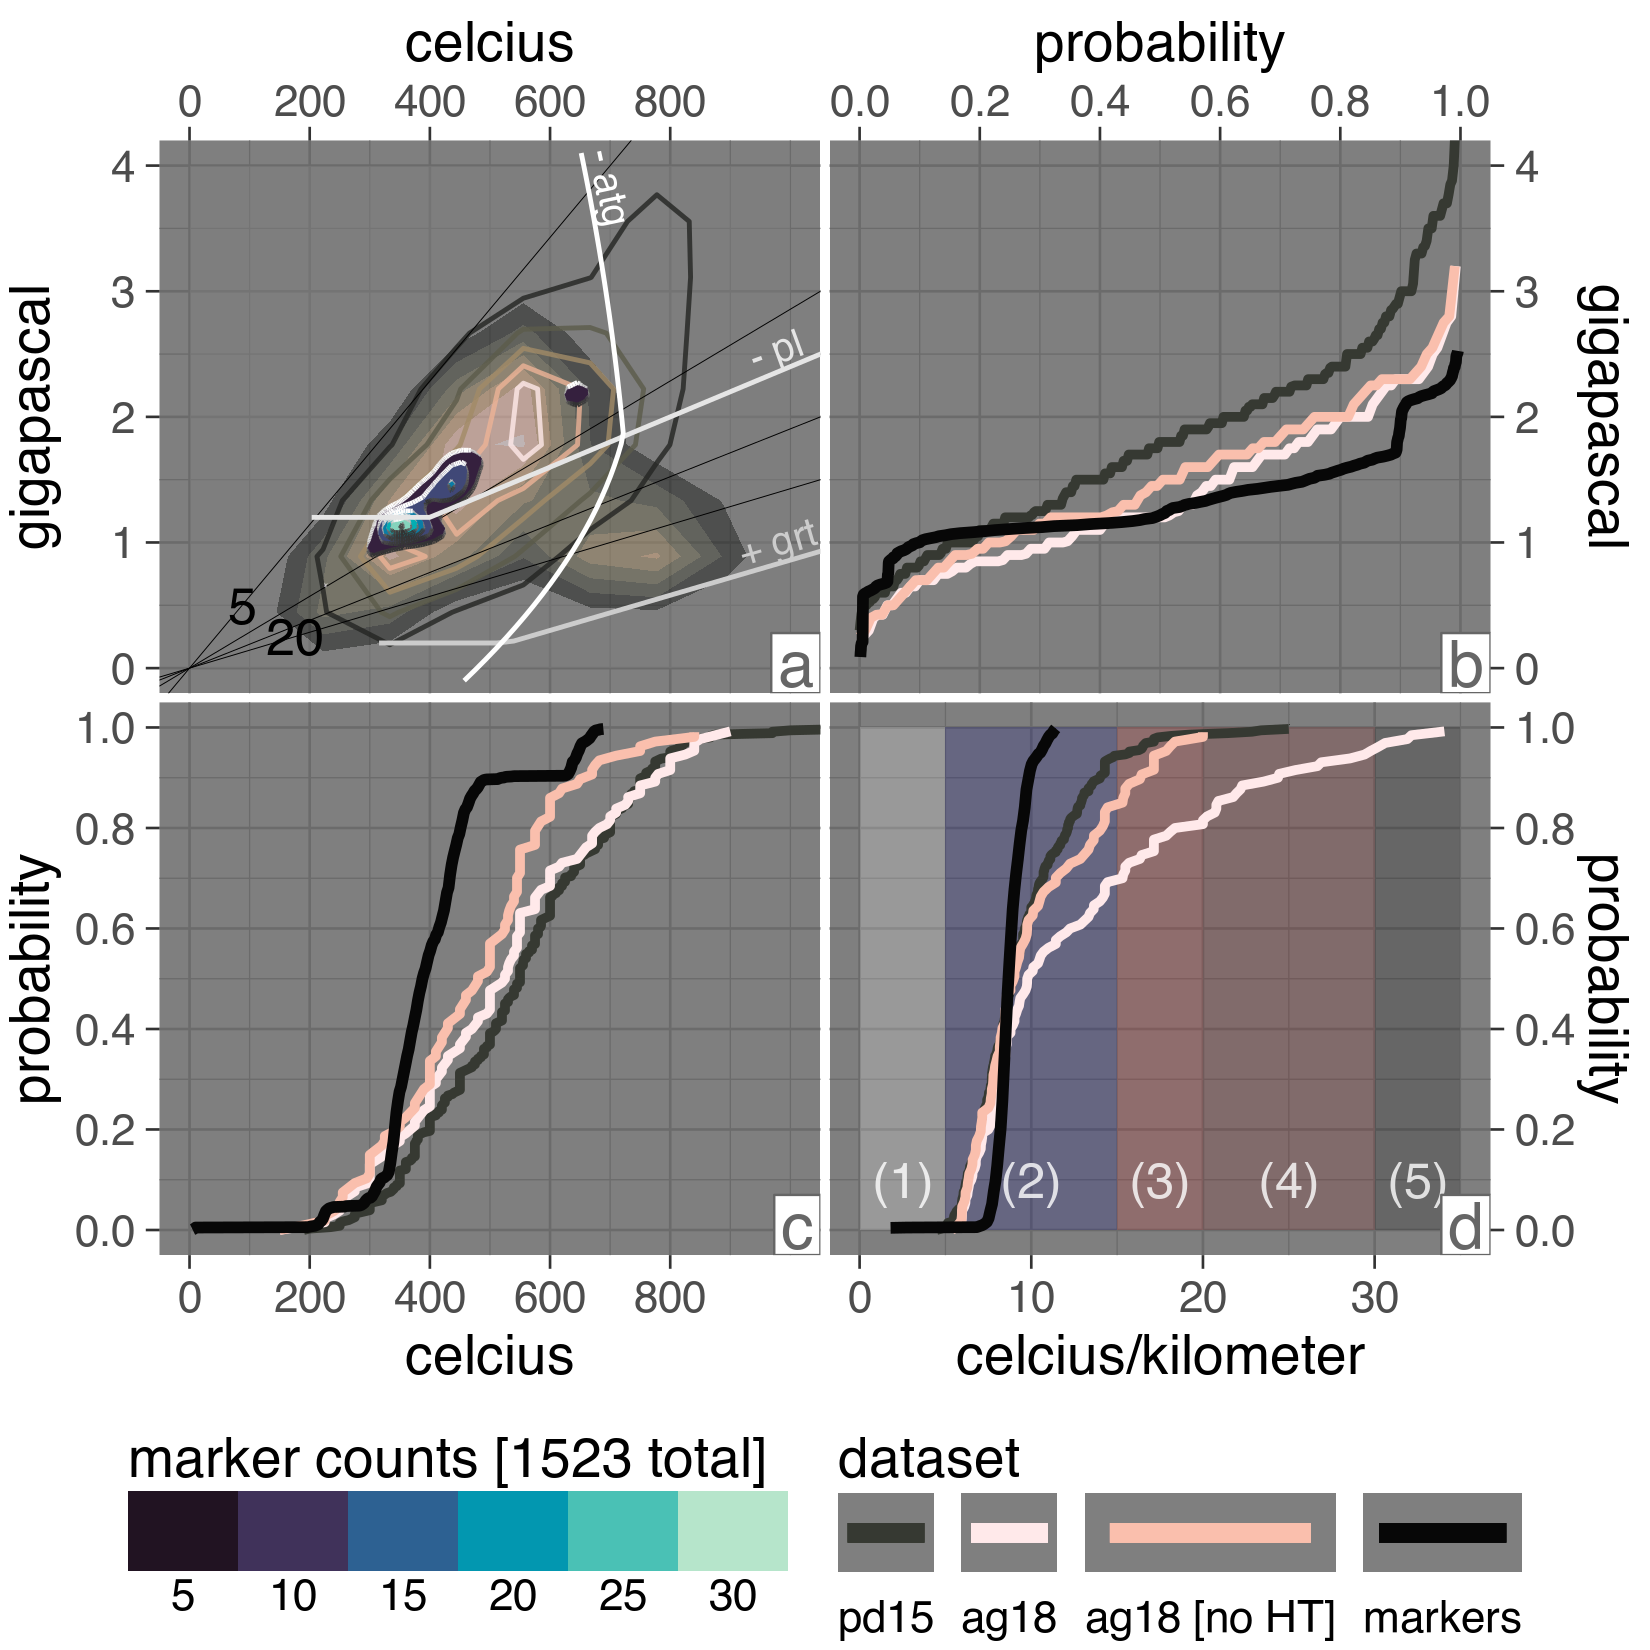 celcius
probability
0 200 400 600 800
0.0 0.2 0.4 0.6 0.8 1.0
gigapascal
4
3
2
1
0
- atg
- pl
+ grt
5
20
a
b
4
3
2
1
0
gigapascal
probability
1.0
0.8
0.6
0.4
0.2
0.0
c
(1) (2) (3) (4) (5)
d
1.0
0.8
0.6
0.4
0.2
0.0
probability
0 200 400 600 800
0 10 20 30
celcius
celcius/kilometer
marker counts [1523 total]
5 10 15 20 25 30
dataset
pd15 ag18 ag18 [no HT] markers